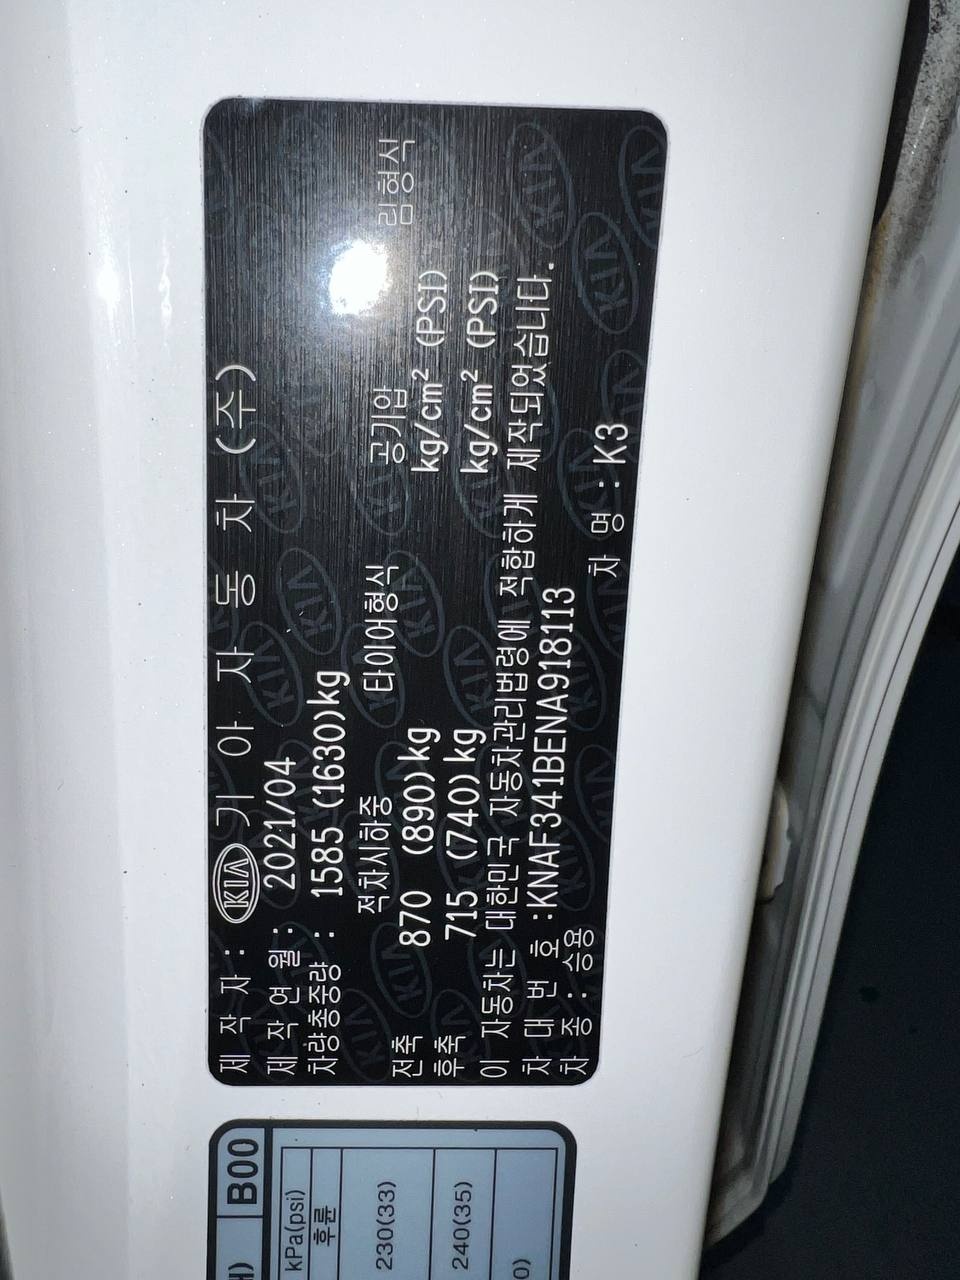 제 작 자 : KIA 기 아 자 동 차 (주)
제 작 연 월 : 2021/04
차량총중량 : 1585 (1630)kg
적차시하중 타이어형식 공기압 림형식
전축 870 (890)kg kg/cm² (PSI)
후축 715 (740)kg kg/cm² (PSI)
이 자동차는 대한민국 자동차관리법령에 적합하게 제작되었습니다.
차 대 번 호 :KNAF341BENA918113
차 종 : 승용 차 명 :K3
B00
kPa(psi)
후륜
230(33)
240(35)